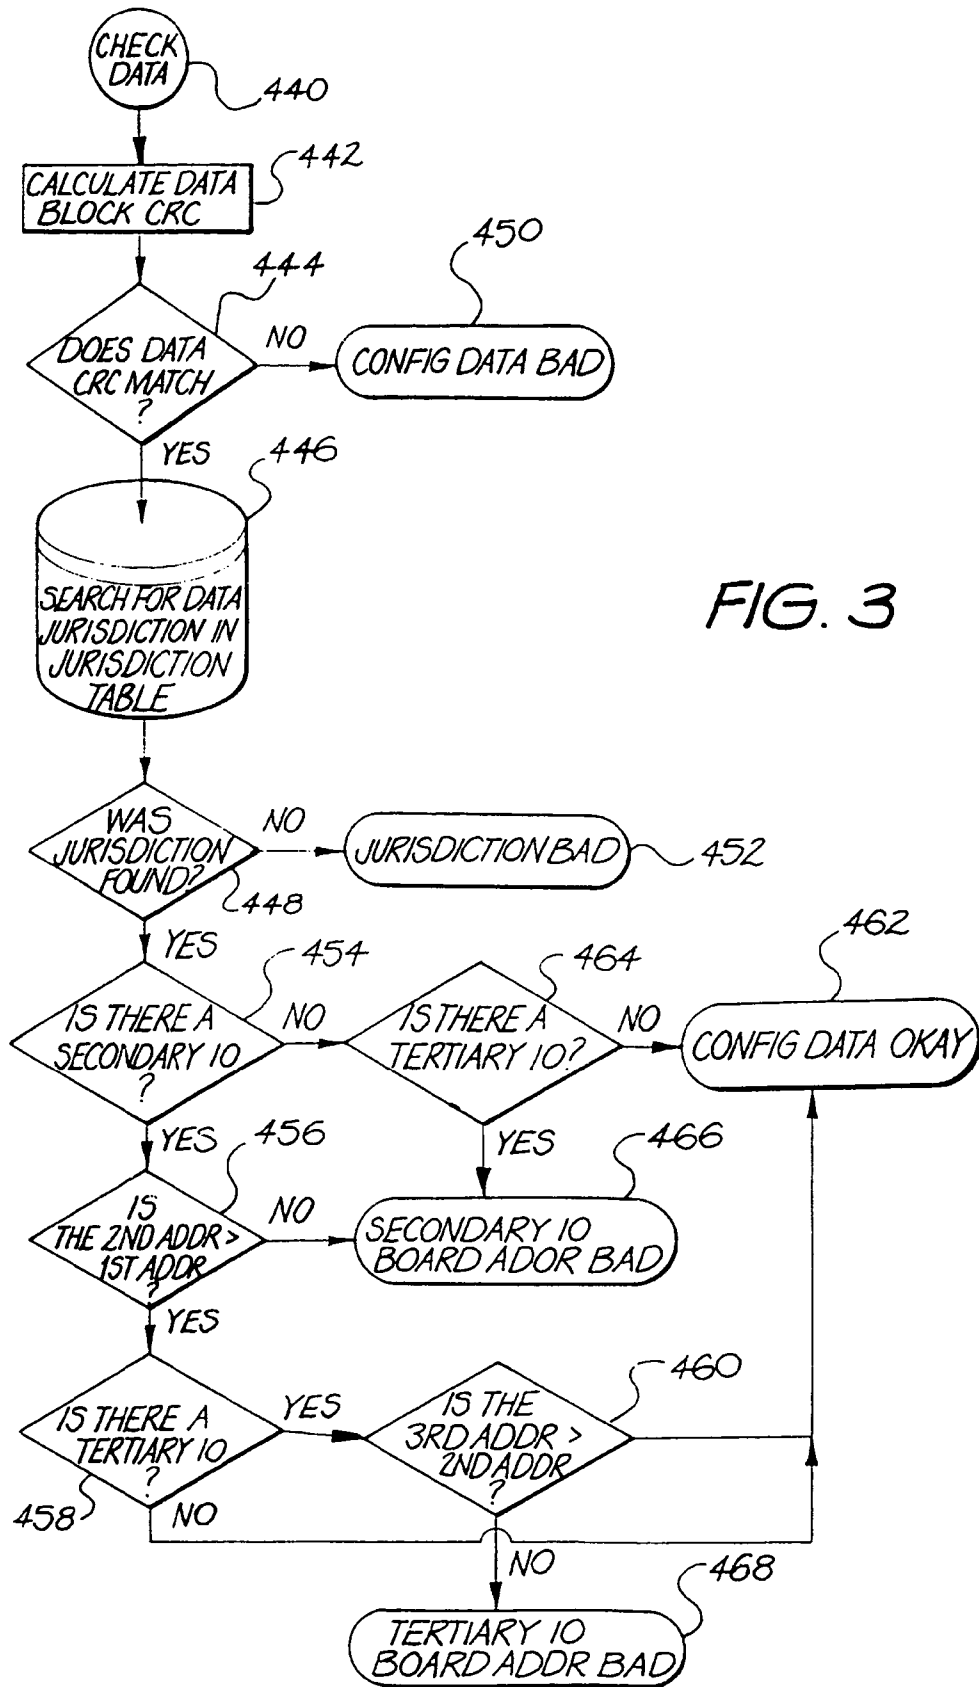 CHECK
DATA
440
442
CALCULATE DATA
BLOCK CRC
444
450
DOES DATA
CRC MATCH
?
NO
CONFIG DATA BAD
YES
446
SEARCH FOR DATA
JURISDICTION IN
JURISDICTION
TABLE
FIG. 3
WAS
JURISDICTION
FOUND?
NO
JURISDICTION BAD
452
448
YES
454
464
462
IS THERE A
SECONDARY IO
?
NO
IS THERE A
TERTIARY IO?
NO
CONFIG DATA OKAY
YES
456
YES
466
IS
THE 2ND ADDR >
1ST ADDR
?
NO
SECONDARY IO
BOARD ADOR BAD
YES
460
IS THERE A
TERTIARY IO
?
YES
IS THE
3RD ADDR >
2ND ADDR
?
458
NO
NO
468
TERTIARY IO
BOARD ADDR BAD